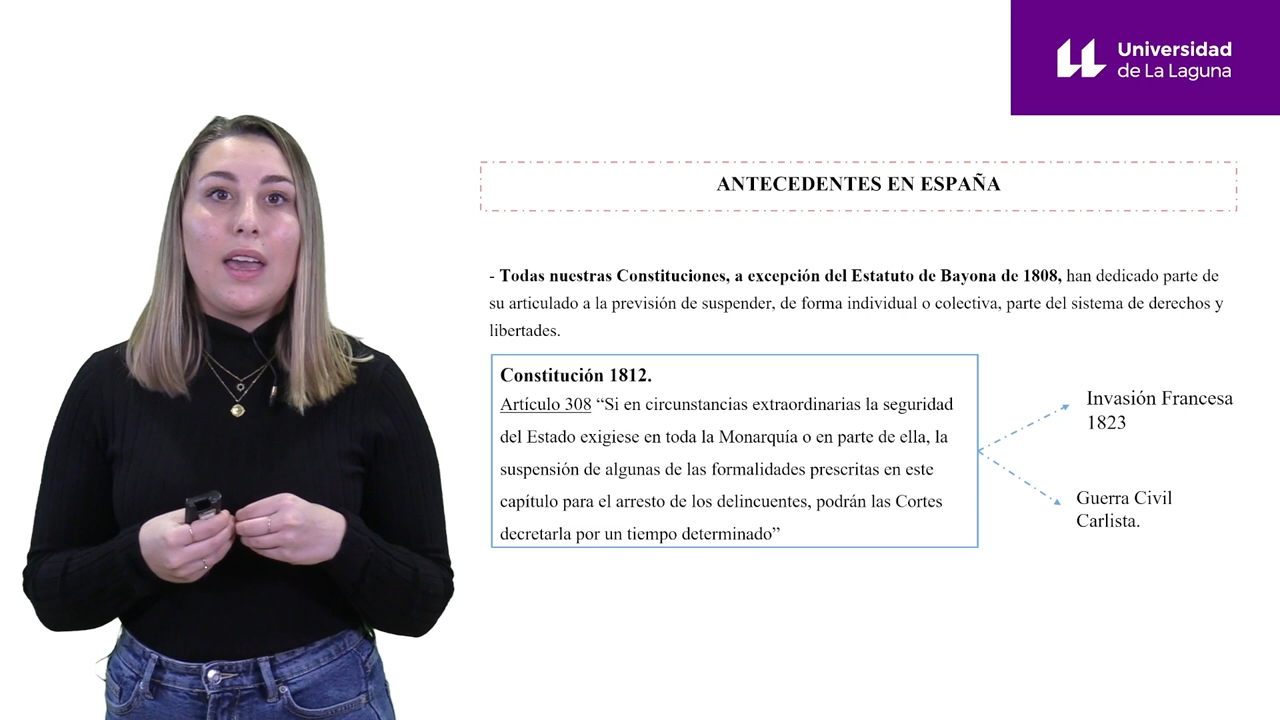 Universidad
de La Laguna
ANTECEDENTES EN ESPAÑA
- Todas nuestras Constituciones, a excepción del Estatuto de Bayona de 1808, han dedicado parte de
su articulado a la previsión de suspender, de forma individual o colectiva, parte del sistema de derechos y
libertades.
Constitución 1812.
Artículo 308 “Si en circunstancias extraordinarias la seguridad
del Estado exigiese en toda la Monarquía o en parte de ella, la
suspensión de algunas de las formalidades prescritas en este
capítulo para el arresto de los delincuentes, podrán las Cortes
decretarla por un tiempo determinado”
Invasión Francesa
1823
Guerra Civil
Carlista.